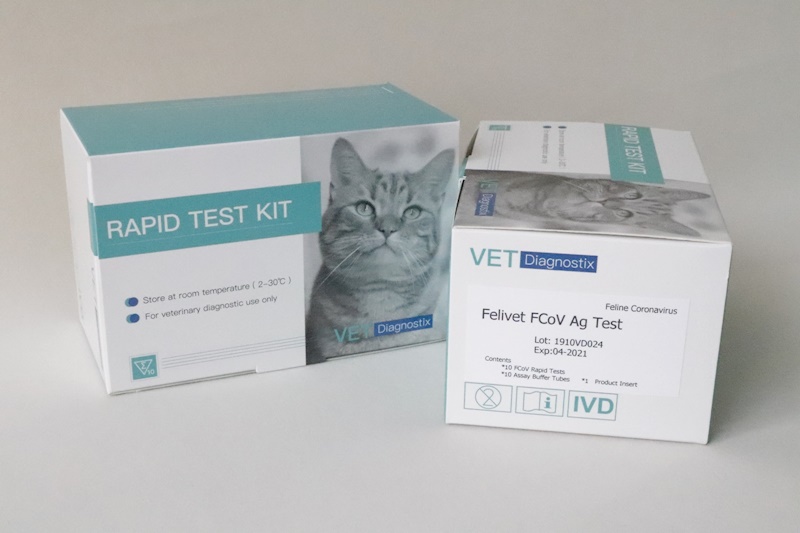 RAPID TEST KIT
Store at room temperature ( 2-30℃ )
For veterinary diagnostic use only
10
VET Diagnostix
RAPID TEST KIT
VET Diagnostix
VET Diagnostix
Feline Coronavirus
Felivet FCoV Ag Test
Lot: 1910VD024
Exp:04-2021
Contents
*10 FCoV Rapid Tests
*10 Assay Buffer Tubes *1 Product Insert
2
i
IVD